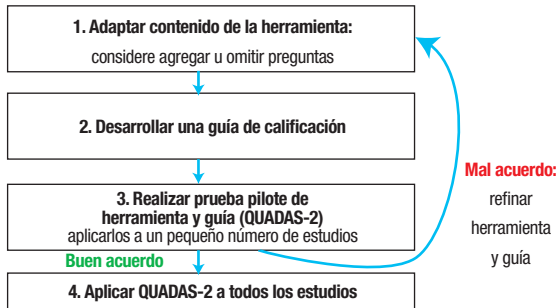 1. Adaptar contenido de la herramienta:
considere agregar u omitir preguntas
2. Desarrollar una guía de calificación
3. Realizar prueba pilote de
herramienta y guía (QUADAS-2)
aplicarlos a un pequeño número de estudios
Mal acuerdo:
refinar
herramienta
y guía
Buen acuerdo
4. Aplicar QUADAS-2 a todos los estudios